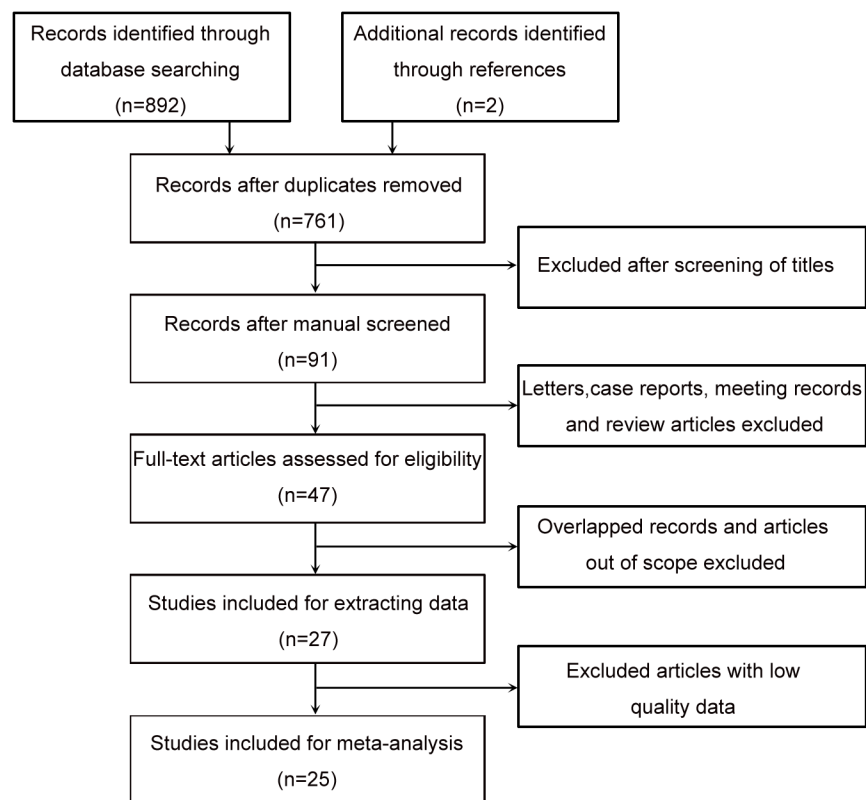 Records identified through
database searching
(n=892)
Additional records identified
through references
(n=2)
Records after duplicates removed
(n=761)
Excluded after screening of titles
Records after manual screened
(n=91)
Letters,case reports, meeting records
and review articles excluded
Full-text articles assessed for eligibility
(n=47)
Overlapped records and articles
out of scope excluded
Studies included for extracting data
(n=27)
Excluded articles with low
quality data
Studies included for meta-analysis
(n=25)